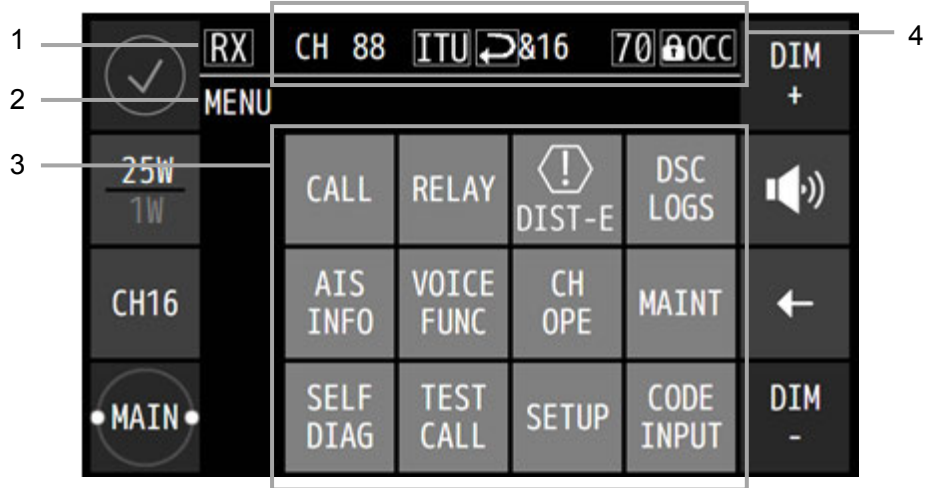 1
RX CH 88 ITU &16 70 OCC
4
DIM
+
2
MENU
3
25W
1W
CALL
RELAY
DIST-E
DSC
LOGS
CH16
AIS
INFO
VOICE
FUNC
CH
OPE
MAINT
MAIN
SELF
DIAG
TEST
CALL
SETUP
CODE
INPUT
DIM
-